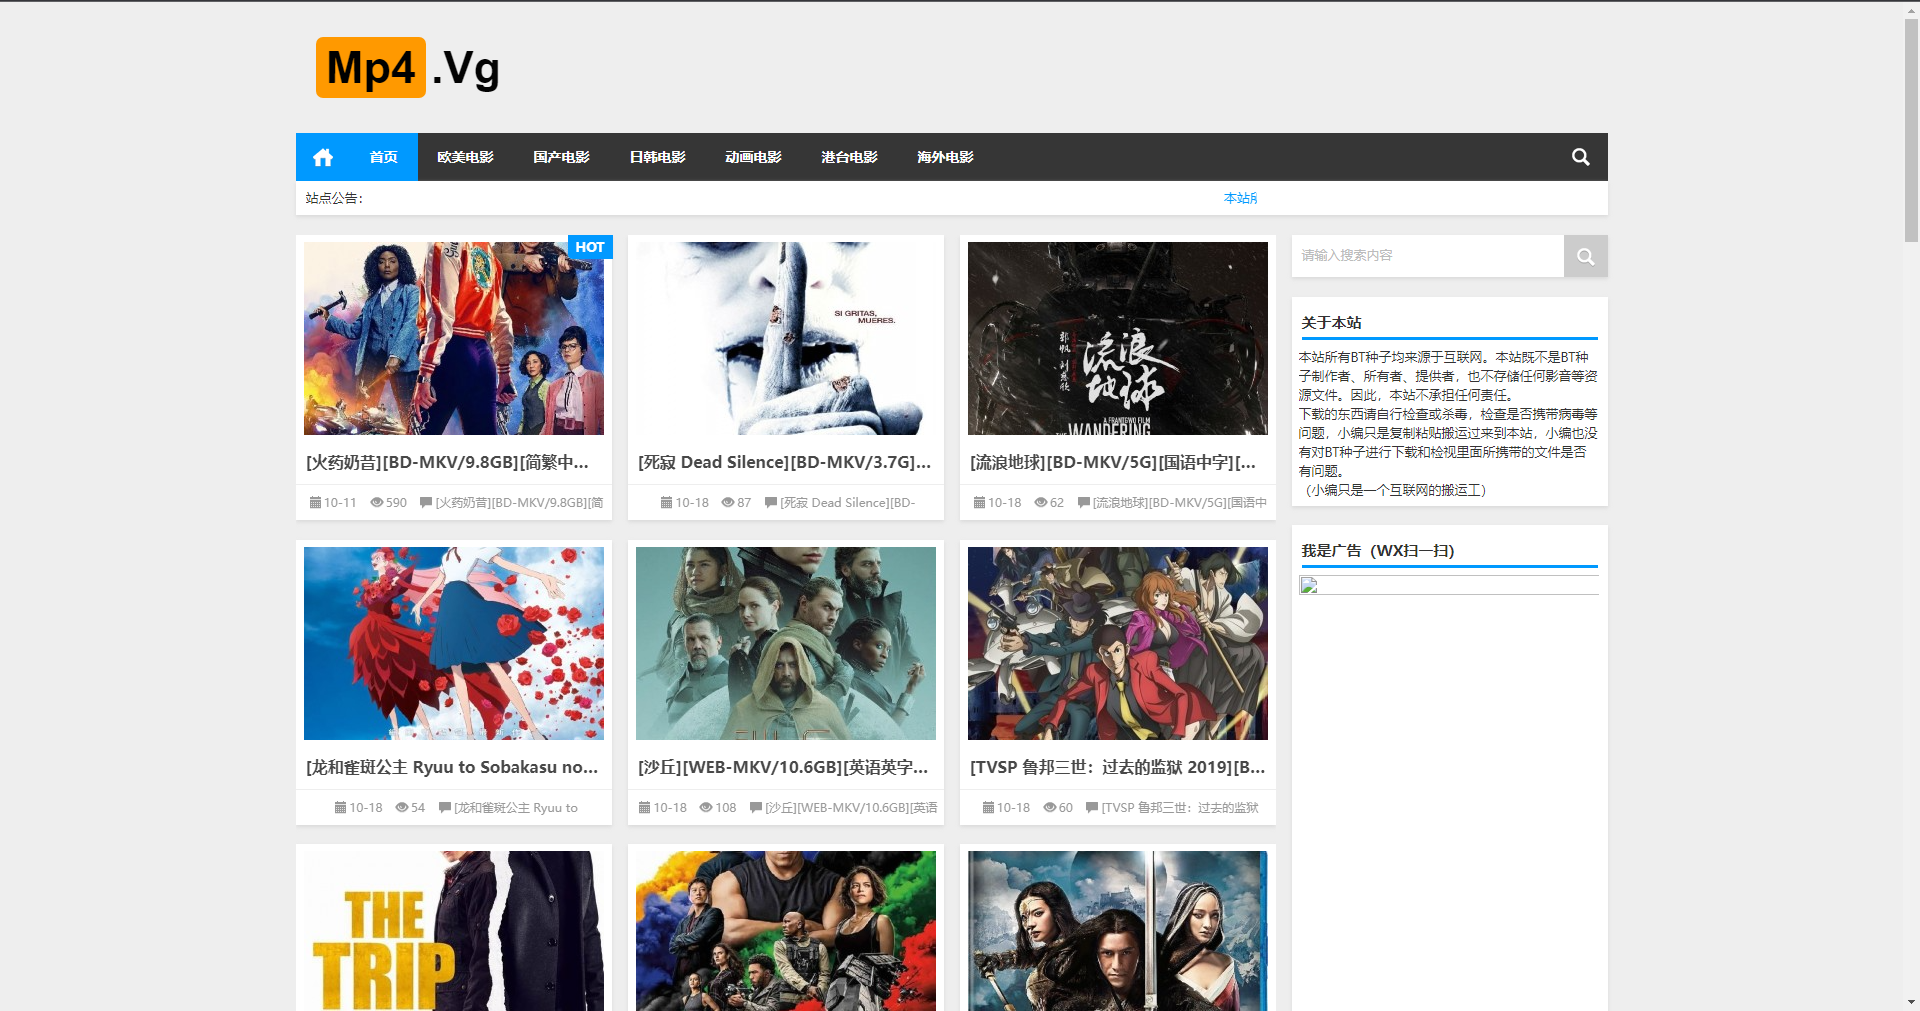 Mp4 .Vg
首页 欧美电影 国产电影 日韩电影 动画电影 港台电影 海外电影
站点公告：
本站
HOT
SI GRITAS,
MUERES.
郭帆
流浪
地球
A FRANTGWO FILM
THE WANDERING
[火药奶昔][BD-MKV/9.8GB][简繁中...
10-11 590 [火药奶昔][BD-MKV/9.8GB][简
[死寂 Dead Silence][BD-MKV/3.7G]...
10-18 87 [死寂 Dead Silence][BD-
[流浪地球][BD-MKV/5G][国语中字][...
10-18 62 [流浪地球][BD-MKV/5G][国语中
请输入搜索内容
关于本站
本站所有BT种子均来源于互联网。本站既不是BT种
子制作者、所有者、提供者，也不存储任何影音等资
源文件。因此，本站不承担任何责任。
下载的东西请自行检查或杀毒，检查是否携带病毒等
问题，小编只是复制粘贴搬运过来到本站，小编也没
有对BT种子进行下载和检视里面所携带的文件是否
有问题。
（小编只是一个互联网的搬运工）
我是广告（WX扫一扫）
[龙和雀斑公主 Ryuu to Sobakasu no...
10-18 54 [龙和雀斑公主 Ryuu to
[沙丘][WEB-MKV/10.6GB][英语英字...
10-18 108 [沙丘][WEB-MKV/10.6GB][英语
[TVSP 鲁邦三世：过去的监狱 2019][B...
10-18 60 [TVSP 鲁邦三世：过去的监狱
THE
TRIP